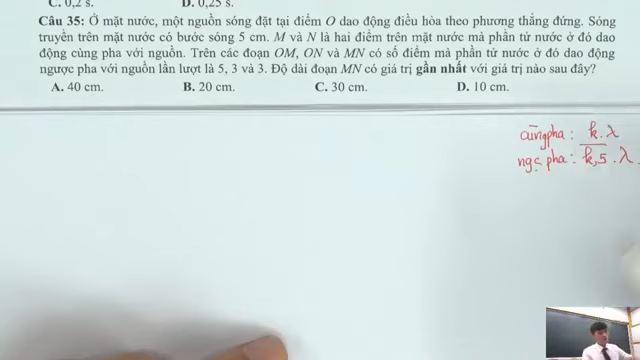 C. 0,2 s. D. 0,25 s.
Câu 35: Ở mặt nước, một nguồn sóng đặt tại điểm O dao động điều hòa theo phương thẳng đứng. Sóng
truyền trên mặt nước có bước sóng 5 cm. M và N là hai điểm trên mặt nước mà phần tử nước ở đó dao
động cùng pha với nguồn. Trên các đoạn OM, ON và MN có số điểm mà phần tử nước ở đó dao động
ngược pha với nguồn lần lượt là 5, 3 và 3. Độ dài đoạn MN có giá trị gần nhất với giá trị nào sau đây?
A. 40 cm. B. 20 cm. C. 30 cm. D. 10 cm.
cùng pha : k.λ
ngc pha : k,5.λ